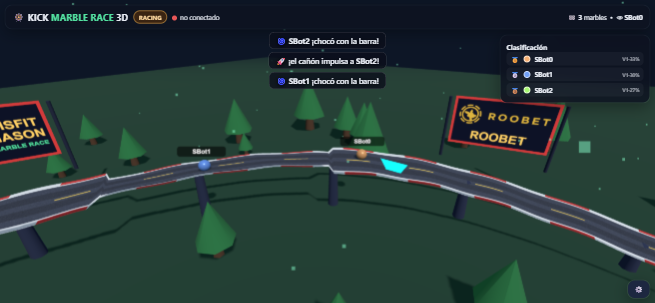 KICK MARBLE RACE 3D RACING no conectado
3 marbles • SBot0
SBot2 ¡chocó con la barra!
¡el cañón impulsa a SBot2!
SBot1 ¡chocó con la barra!
Clasificación
SBot0 V1·33%
SBot1 V1·30%
SBot2 V1·27%
ISFIT
ASON
MARBLE RACE
ROOBET
ROOBET
SBot1
SBot0